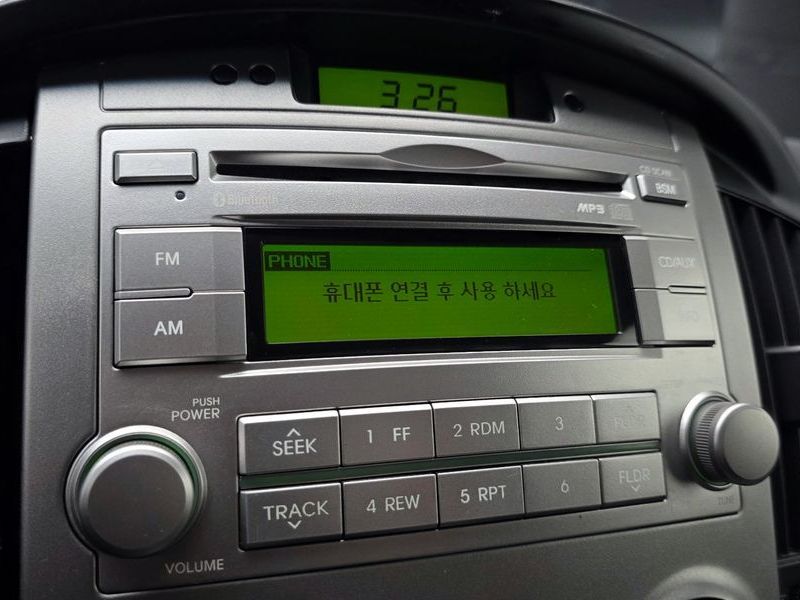 3:26
CD SCAN
BSM
Bluetooth
MP3
FM
PHONE
CD/AUX
휴대폰 연결 후 사용 하세요
AM
PUSH
POWER
SEEK
1 FF
2 RDM
3
TRACK
4 REW
5 RPT
6
FLDR
VOLUME
TUNE